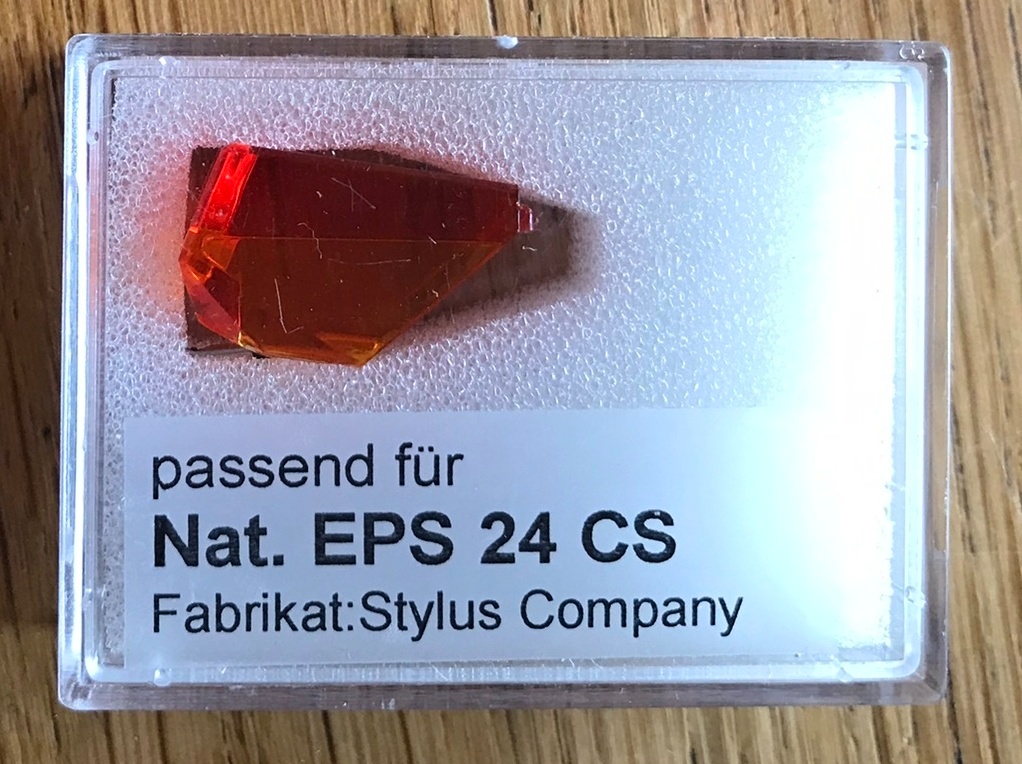 passend für
Nat. EPS 24 CS
Fabrikat:Stylus Company